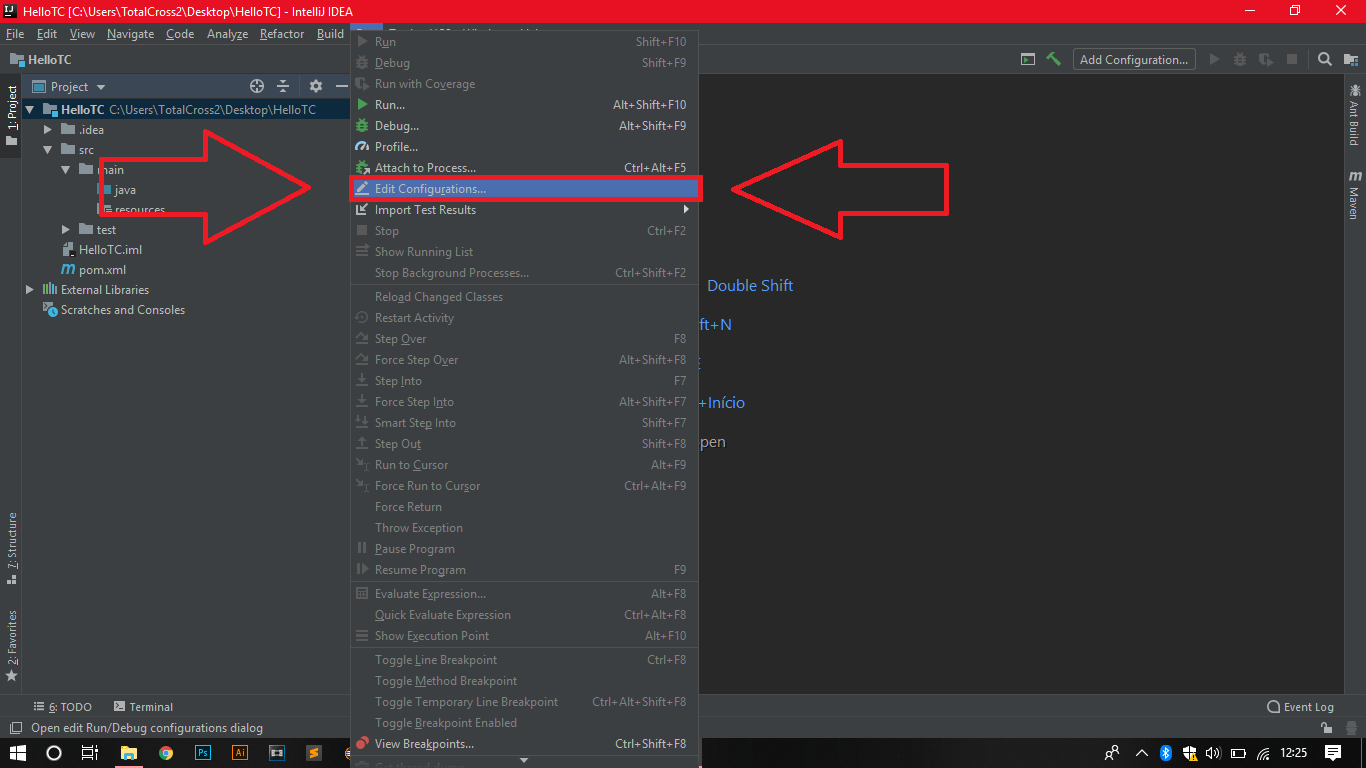 HelloTC [C:\Users\TotalCross2\Desktop\HelloTC] - IntelliJ IDEA
File Edit View Navigate Code Analyze Refactor Build
HelloTC
Add Configuration...
1: Project
Project
HelloTC C:\Users\TotalCross2\Desktop\HelloTC
.idea
src
main
java
resources
test
HelloTC.iml
pom.xml
External Libraries
Scratches and Consoles
Run Shift+F10
Debug Shift+F9
Run with Coverage
Run... Alt+Shift+F10
Debug... Alt+Shift+F9
Profile...
Attach to Process... Ctrl+Alt+F5
Edit Configurations...
Import Test Results
Stop Ctrl+F2
Show Running List
Stop Background Processes... Ctrl+Shift+F2
Reload Changed Classes
Restart Activity
Step Over F8
Force Step Over Alt+Shift+F8
Step Into F7
Force Step Into Alt+Shift+F7
Smart Step Into Shift+F7
Step Out Shift+F8
Run to Cursor Alt+F9
Force Run to Cursor Ctrl+Alt+F9
Force Return
Throw Exception
Pause Program
Resume Program F9
Evaluate Expression... Alt+F8
Quick Evaluate Expression Ctrl+Alt+F8
Show Execution Point Alt+F10
Toggle Line Breakpoint Ctrl+F8
Toggle Method Breakpoint
Toggle Temporary Line Breakpoint Ctrl+Alt+Shift+F8
Toggle Breakpoint Enabled
View Breakpoints... Ctrl+Shift+F8
Double Shift
ft+N
+Início
pen
Ant Build
m
Maven
7: Structure
2: Favorites
6: TODO
Terminal
Event Log
Open edit Run/Debug configurations dialog
Ps
Ai
12:25